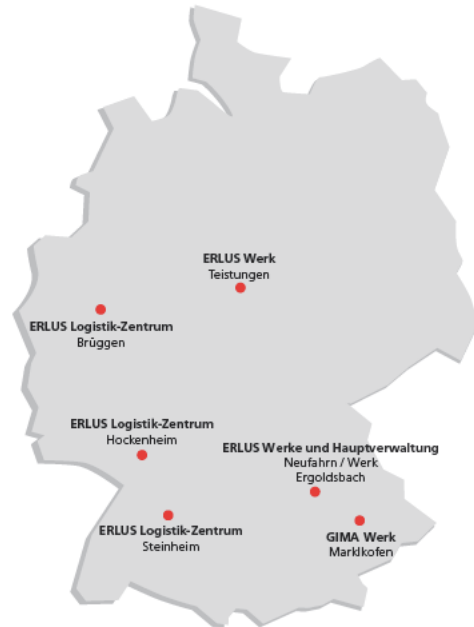 ERLUS Werk
Teistungen
ERLUS Logistik-Zentrum
Brüggen
ERLUS Logistik-Zentrum
Hockenheim
ERLUS Werke und Hauptverwaltung
Neufahrn / Werk
Ergoldsbach
ERLUS Logistik-Zentrum
Steinheim
GIMA Werk
Marklkofen